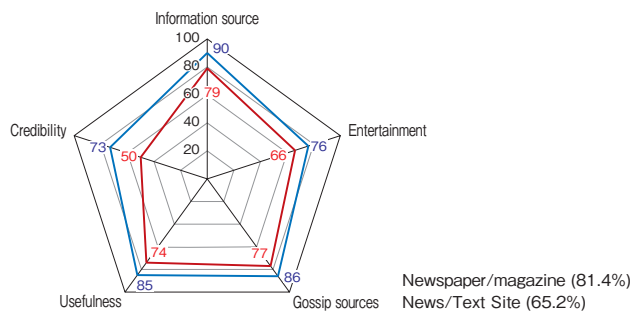 Information source
100
90
80
79
60
40
20
Credibility
73
50
Entertainment
76
66
74
77
85
86
Usefulness
Gossip sources
Newspaper/magazine (81.4%)
News/Text Site (65.2%)